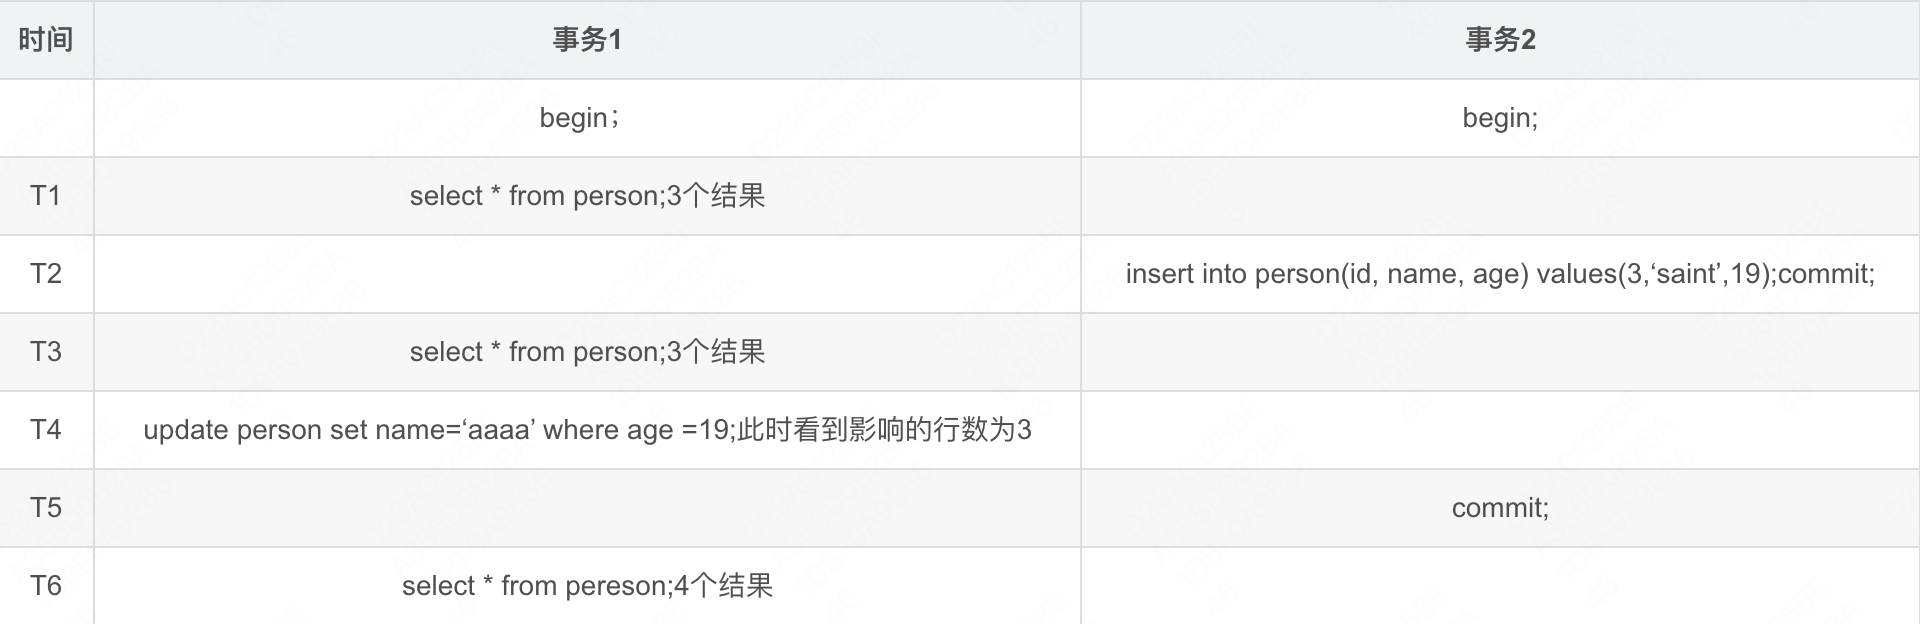 时间 事务1 事务2
begin； begin;
T1 select * from person;3个结果
T2 insert into person(id, name, age) values(3,‘saint’,19);commit;
T3 select * from person;3个结果
T4 update person set name=‘aaaa’ where age =19;此时看到影响的行数为3
T5 commit;
T6 select * from pereson;4个结果